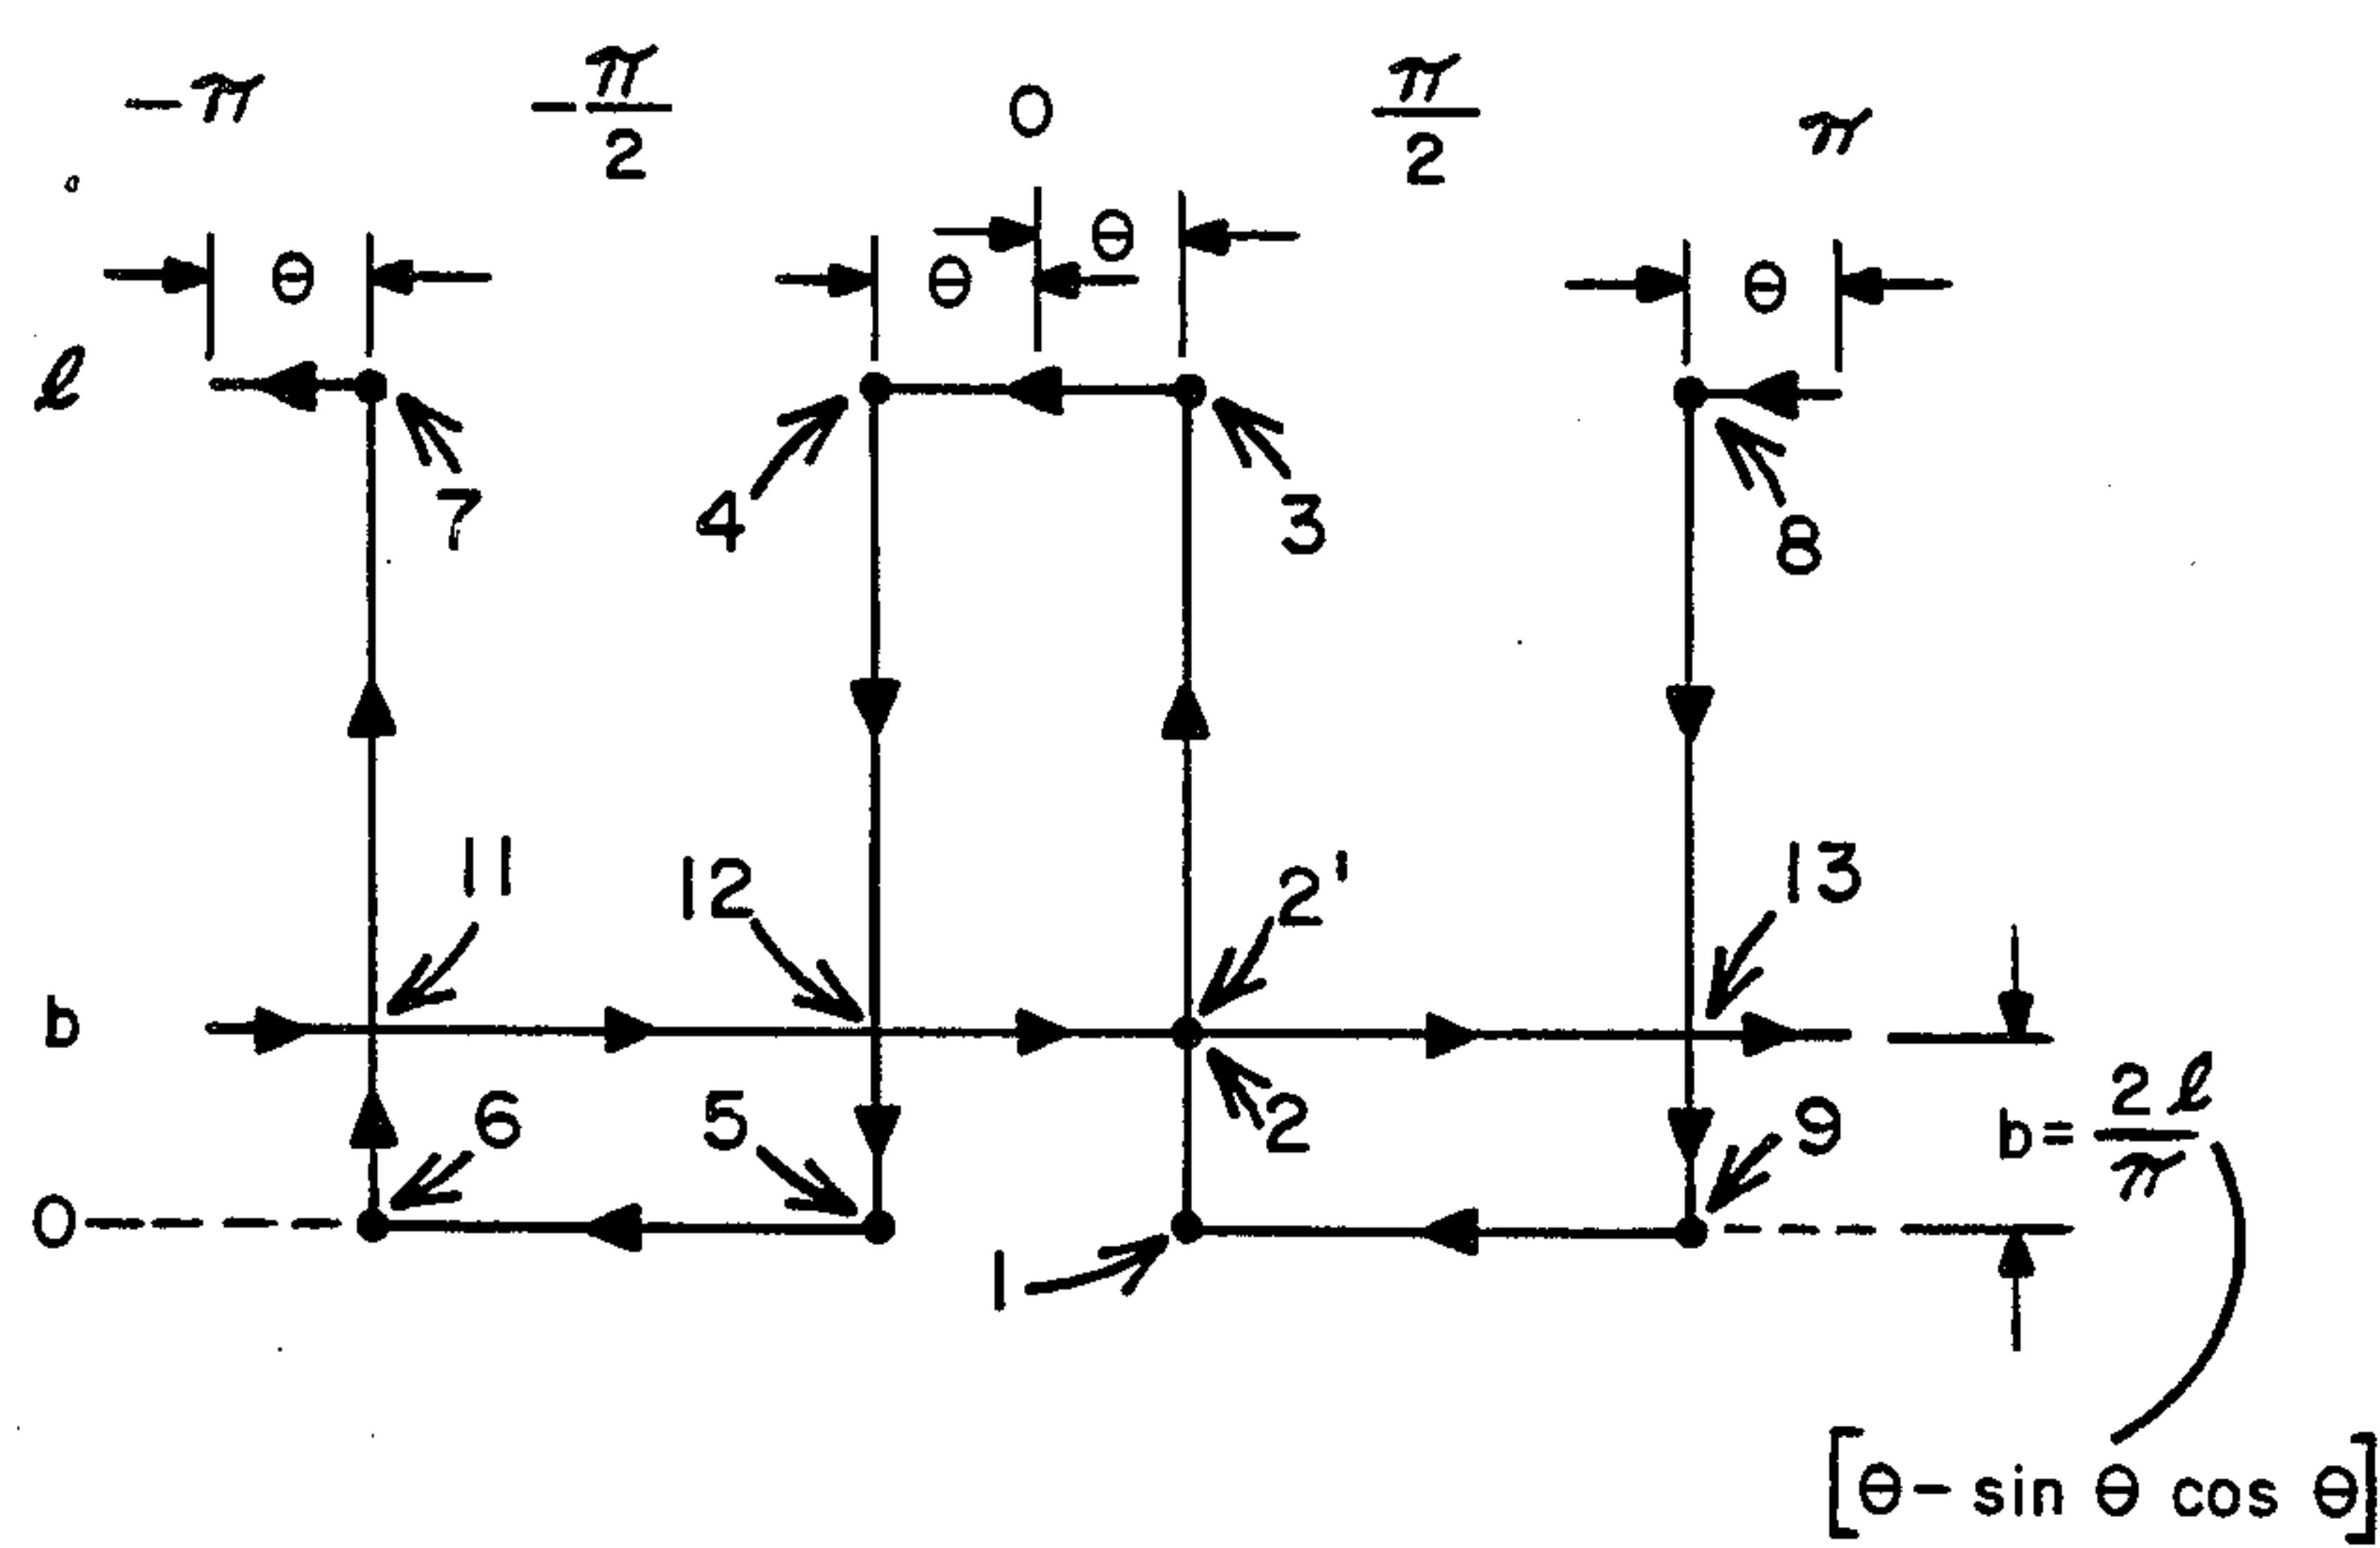 -π -π/2 0 π/2 π
θ θ θ θ
ℓ
7 4 3 8
11 12 2' 13
b
6 5 2 9
b = 2ℓ/π
0
1
[θ - sin θ cos θ]